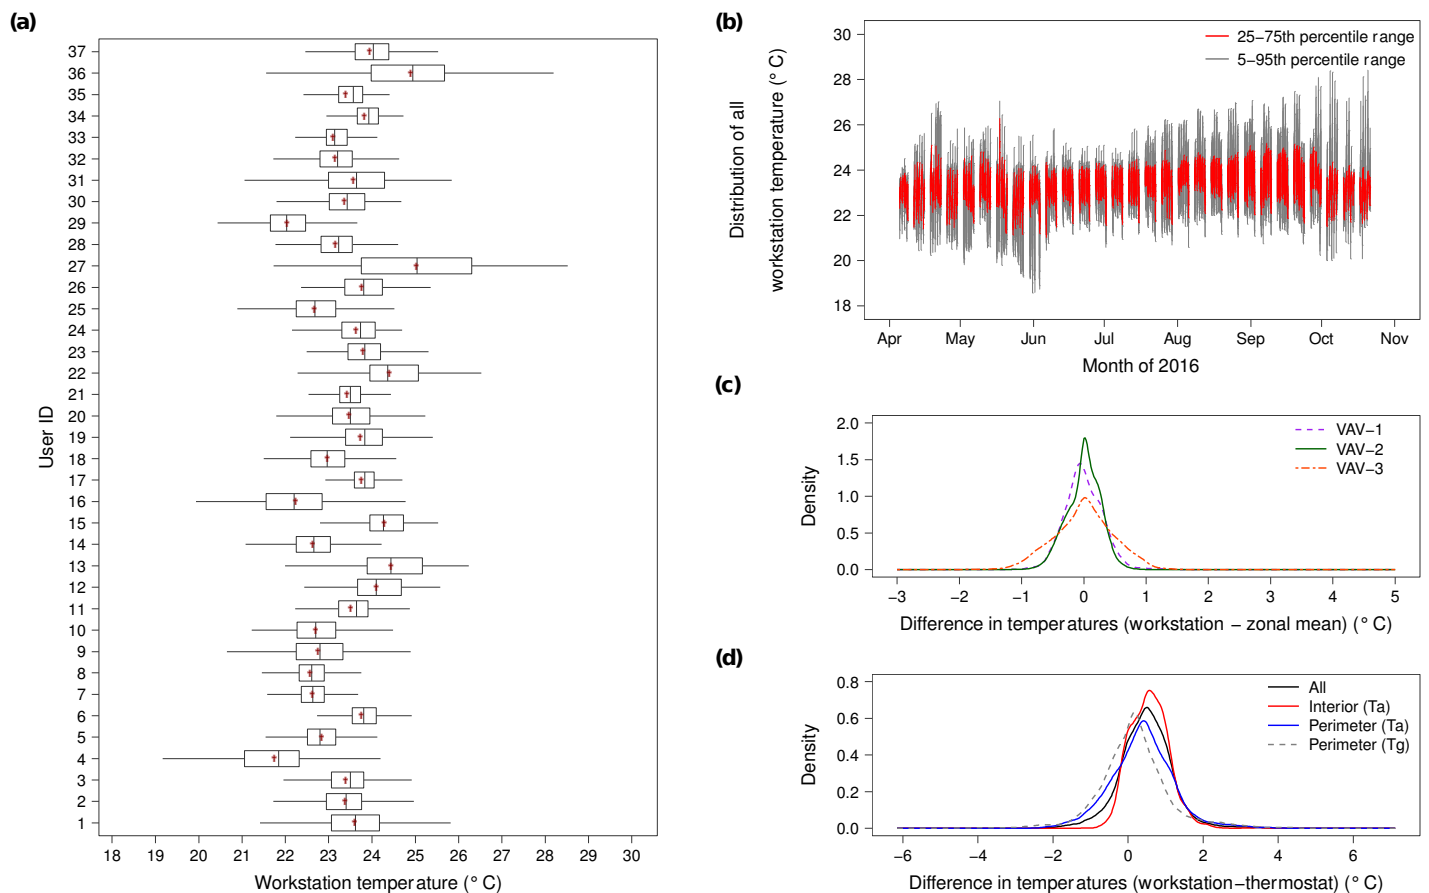 (a)
37
36
35
34
33
32
31
30
29
28
27
26
25
24
23
22
21
20
19
18
17
16
15
14
13
12
11
10
9
8
7
6
5
4
3
2
1
User ID
18 19 20 21 22 23 24 25 26 27 28 29 30
Workstation temperature (° C)
(b)
Distribution of all
workstation temperature (° C)
30
28
26
24
22
20
18
25−75th percentile range
5−95th percentile range
Apr May Jun Jul Aug Sep Oct Nov
Month of 2016
(c)
Density
2.0
1.5
1.0
0.5
0.0
VAV−1
VAV−2
VAV−3
−3 −2 −1 0 1 2 3 4 5
Difference in temperatures (workstation − zonal mean) (° C)
(d)
Density
0.8
0.6
0.4
0.2
0.0
All
Interior (Ta)
Perimeter (Ta)
Perimeter (Tg)
−6 −4 −2 0 2 4 6
Difference in temperatures (workstation−thermostat) (° C)